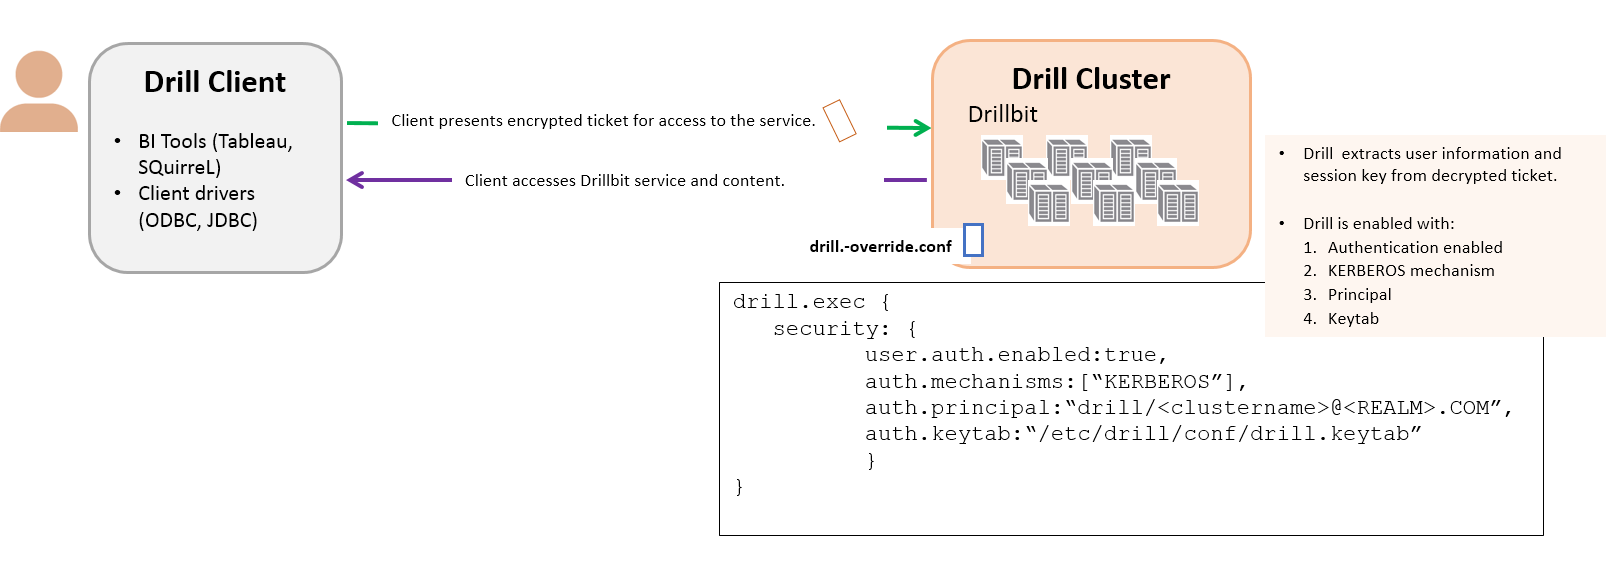 Drill Client
• BI Tools (Tableau,
SQuirreL)
• Client drivers
(ODBC, JDBC)
Client presents encrypted ticket for access to the service.
Client accesses Drillbit service and content.
Drill Cluster
Drillbit
drill.-override.conf
• Drill  extracts user information and
session key from decrypted ticket.
• Drill is enabled with:
1. Authentication enabled
2. KERBEROS mechanism
3. Principal
4. Keytab
drill.exec {
security: {
user.auth.enabled:true,
auth.mechanisms:[“KERBEROS”],
auth.principal:“drill/<clustername>@<REALM>.COM”,
auth.keytab:“/etc/drill/conf/drill.keytab”
}
}